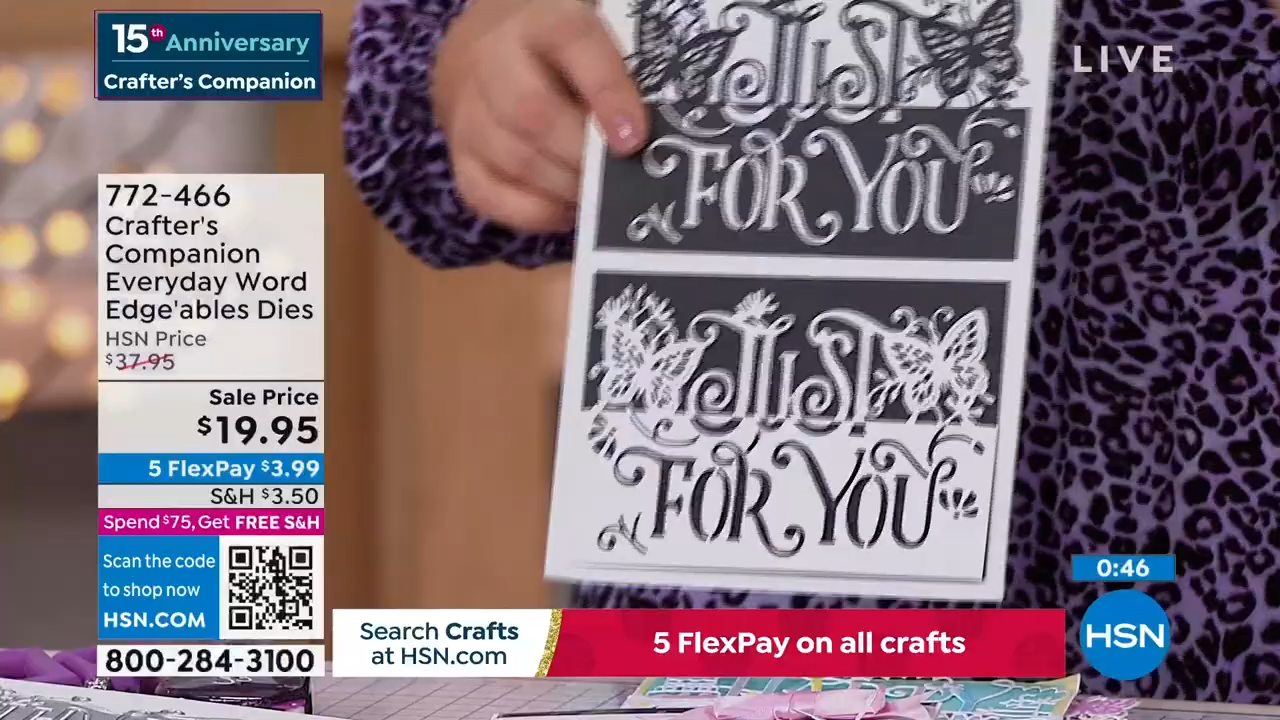 15th Anniversary
Crafter's Companion
LIVE
772-466
Crafter's
Companion
Everyday Word
Edge'ables Dies
HSN Price
$37.95
Sale Price
$19.95
5 FlexPay $3.99
S&H $3.50
Spend $75, Get FREE S&H
Scan the code
to shop now
HSN.COM
800-284-3100
JUST
FOR YOU
JUST
FOR YOU
Search Crafts
at HSN.com
5 FlexPay on all crafts
0:46
HSN